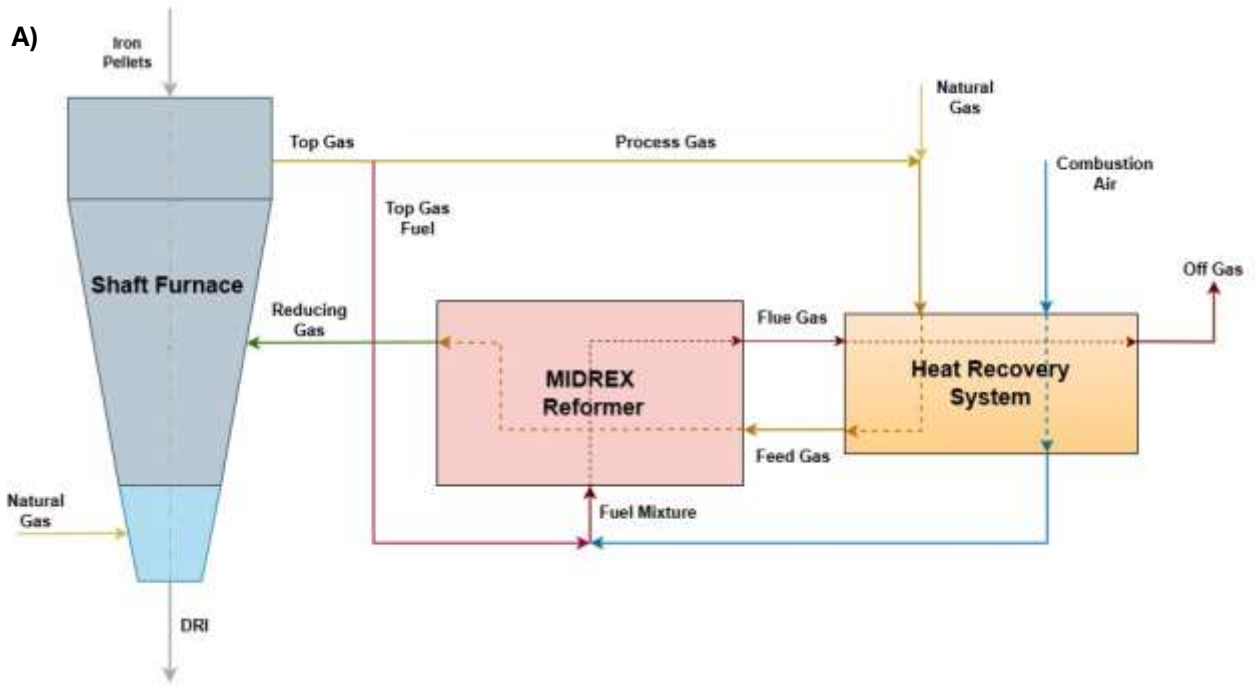 A)
Iron
Pellets
Natural
Gas
Top Gas
Process Gas
Combustion
Air
Top Gas
Fuel
Off Gas
Shaft Furnace
Reducing
Gas
Flue Gas
Heat Recovery
System
MIDREX
Reformer
Feed Gas
Natural
Gas
Fuel Mixture
DRI